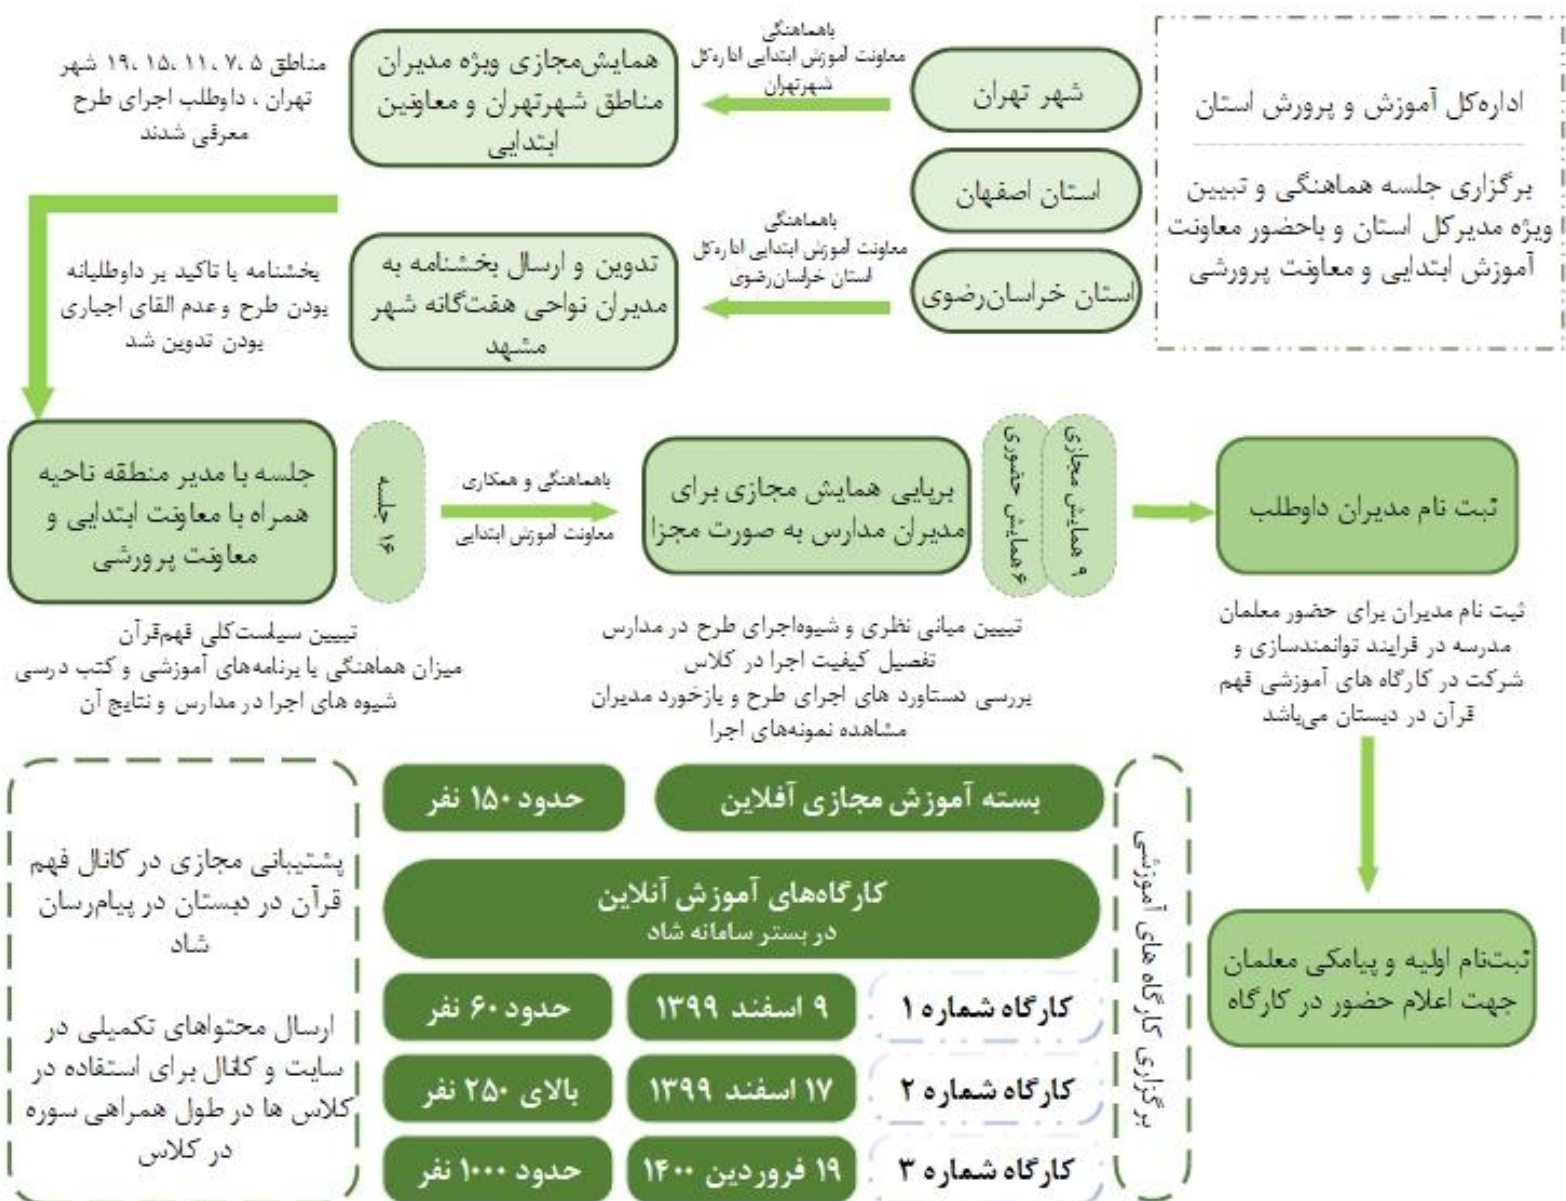 اداره‌کل آموزش و پرورش استان
برگزاری جلسه هماهنگی و تبیین
ویژه مدیرکل استان و باحضور معاونت
آموزش ابتدایی و معاونت پرورشی
شهر تهران
استان اصفهان
استان خراسان‌رضوی
باهماهنگی
معاونت آموزش ابتدایی اداره‌کل
شهرتهران
همایش‌مجازی ویژه مدیران
مناطق شهرتهران و معاونین
ابتدایی
مناطق ۵ ،۷ ،۱۱ ،۱۵ ،۱۹ شهر
تهران ، داوطلب اجرای طرح
معرفی شدند
باهماهنگی
معاونت آموزش ابتدایی اداره‌کل
استان خراسان‌رضوی
تدوین و ارسال بخشنامه به
مدیران نواحی هفت‌گانه شهر
مشهد
بخشنامه با تاکید بر داوطلبانه
بودن طرح و عدم القای اجباری
بودن تدوین شد
جلسه با مدیر منطقه ناحیه
همراه با معاونت ابتدایی و
معاونت پرورشی
۱۶ جلسه
تبیین سیاست‌کلی فهم‌قرآن
میزان هماهنگی با برنامه‌های آموزشی و کتب درسی
شیوه های اجرا در مدارس و نتایج آن
باهماهنگی و همکاری
معاونت آموزش ابتدایی
برپایی همایش مجازی برای
مدیران مدارس به صورت مجزا
۶ همایش حضوری
۹ همایش مجازی
تبیین مبانی نظری و شیوه‌اجرای طرح در مدارس
تفصیل کیفیت اجرا در کلاس
بررسی دستاورد های اجرای طرح و بازخورد مدیران
مشاهده نمونه‌های اجرا
ثبت نام مدیران داوطلب
ثبت نام مدیران برای حضور معلمان
مدرسه در فرایند توانمندسازی و
شرکت در کارگاه های آموزشی فهم
قرآن در دبستان می‌باشد
ثبت‌نام اولیه و پیامکی معلمان
جهت اعلام حضور در کارگاه
برگزاری کارگاه های آموزشی
بسته آموزش مجازی آفلاین
حدود ۱۵۰ نفر
کارگاه‌های آموزش آنلاین
در بستر سامانه شاد
کارگاه شماره ۱
۹ اسفند ۱۳۹۹
حدود ۶۰ نفر
کارگاه شماره ۲
۱۷ اسفند ۱۳۹۹
بالای ۲۵۰ نفر
کارگاه شماره ۳
۱۹ فروردین ۱۴۰۰
حدود ۱۰۰۰ نفر
پشتیبانی مجازی در کانال فهم
قرآن در دبستان در پیام‌رسان
شاد
ارسال محتواهای تکمیلی در
سایت و کانال برای استفاده در
کلاس ها در طول همراهی سوره
در کلاس